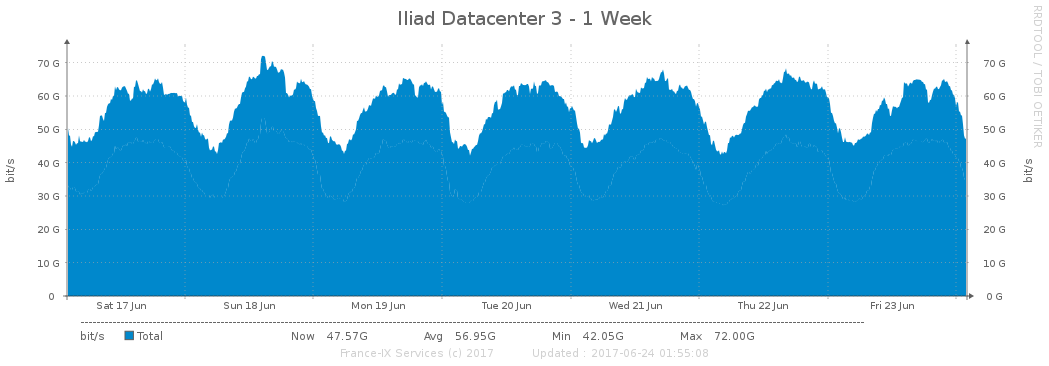 Iliad Datacenter 3 - 1 Week
RRDTOOL / TOBI OETIKER
bit/s
70 G
60 G
50 G
40 G
30 G
20 G
10 G
0
70 G
60 G
50 G
40 G
30 G
20 G
10 G
0 G
bit/s
Sat 17 Jun Sun 18 Jun Mon 19 Jun Tue 20 Jun Wed 21 Jun Thu 22 Jun Fri 23 Jun
bit/s Total Now 47.57G Avg 56.95G Min 42.05G Max 72.00G
France-IX Services (c) 2017 Updated : 2017-06-24 01:55:08